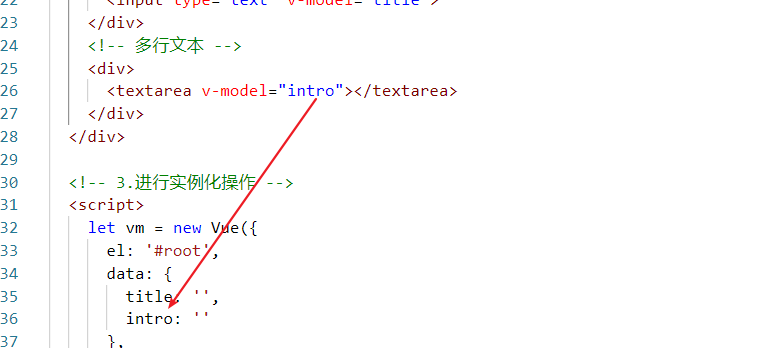 22 <input type="text" v-model="title">
23 </div>
24 <!-- 多行文本 -->
25 <div>
26 <textarea v-model="intro"></textarea>
27 </div>
28 </div>
29
30 <!-- 3.进行实例化操作 -->
31 <script>
32 let vm = new Vue({
33 el: '#root',
34 data: {
35 title: '',
36 intro: ''
37 },